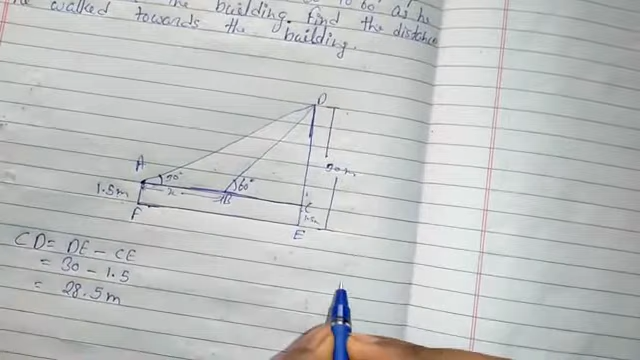 to 60° as he
the building. Find the distance
walked towards the building.
D
A
30°
60°
30m
1.5m
x
B
C
1.5m
F
E
CD = DE - CE
= 30 - 1.5
= 28.5m